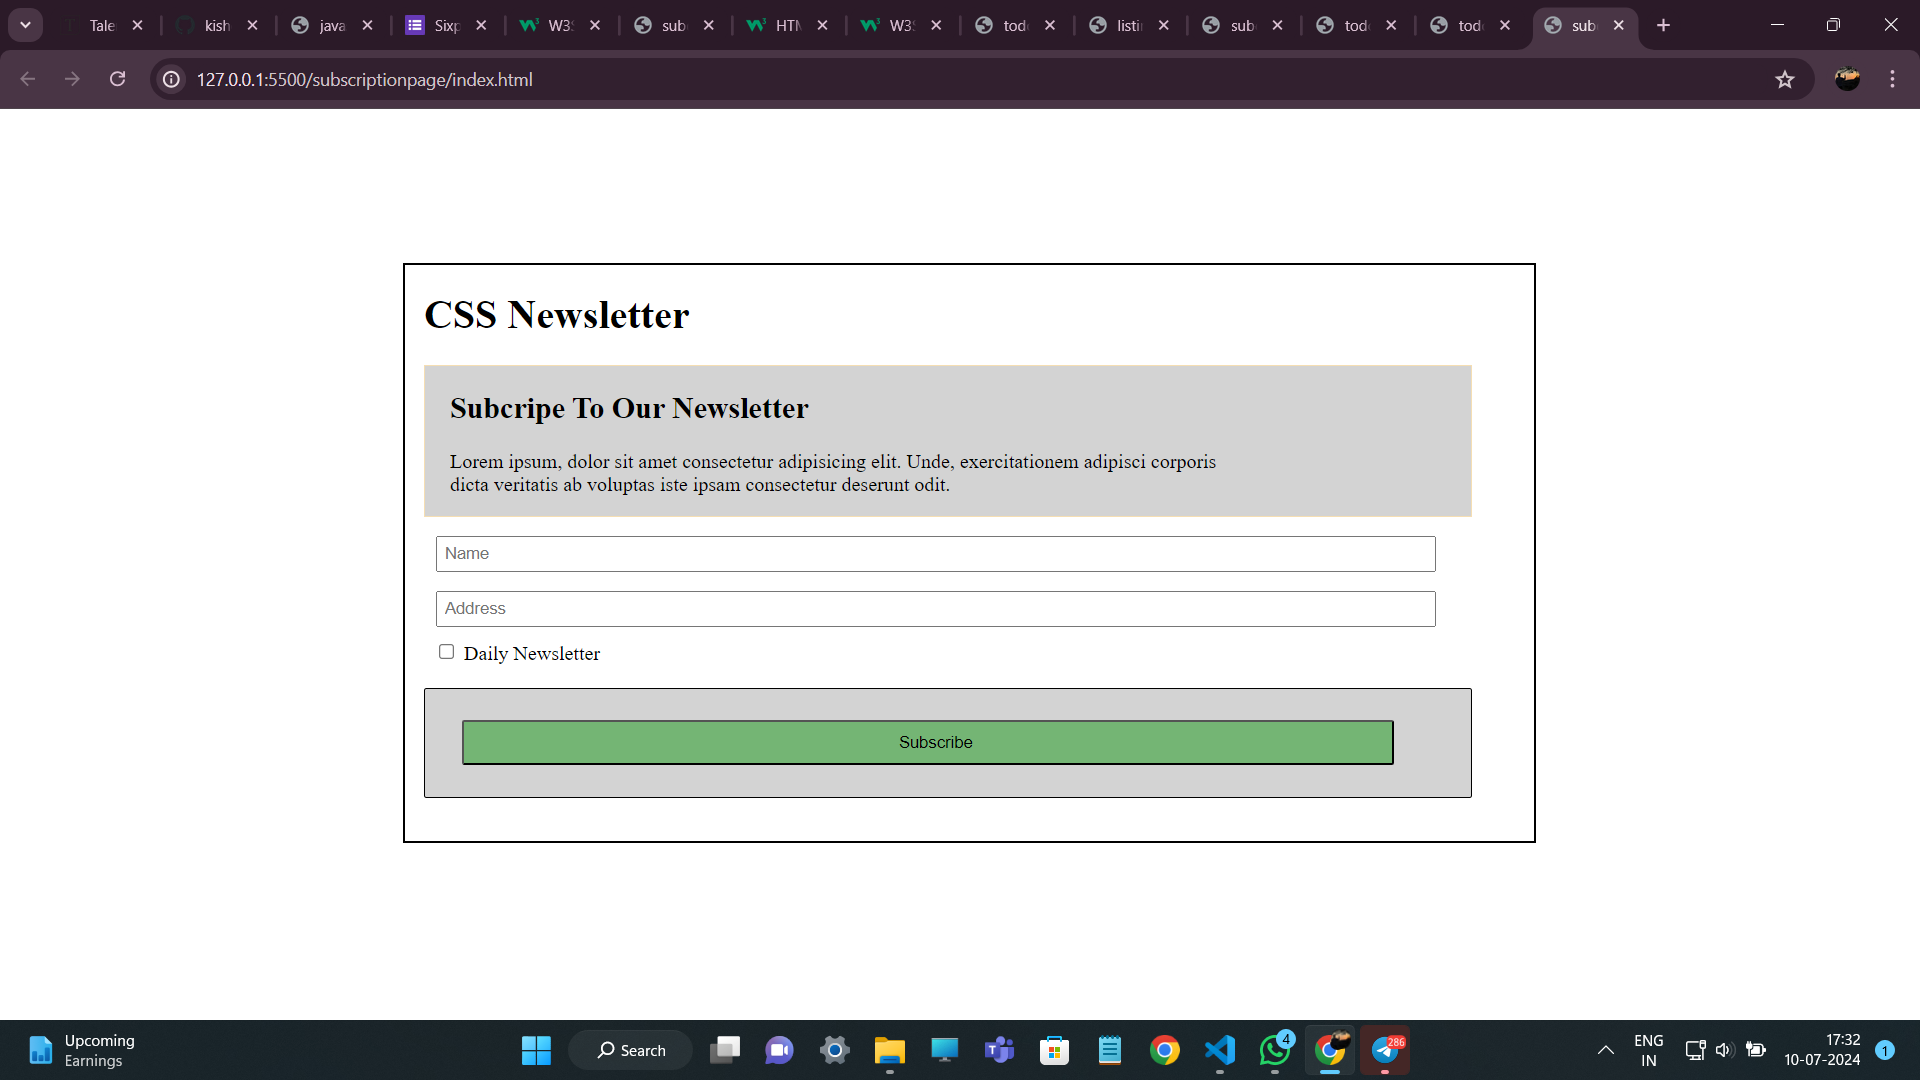 Tale
kish
java
Sixp
W3S
sub
HTM
W3S
tod
listi
sub
tod
tod
sub
127.0.0.1:5500/subscriptionpage/index.html
CSS Newsletter
Subcripe To Our Newsletter
Lorem ipsum, dolor sit amet consectetur adipisicing elit. Unde, exercitationem adipisci corporis
dicta veritatis ab voluptas iste ipsam consectetur deserunt odit.
Name
Address
Daily Newsletter
Subscribe
Upcoming
Earnings
Search
4
286
ENG
IN
17:32
10-07-2024
1